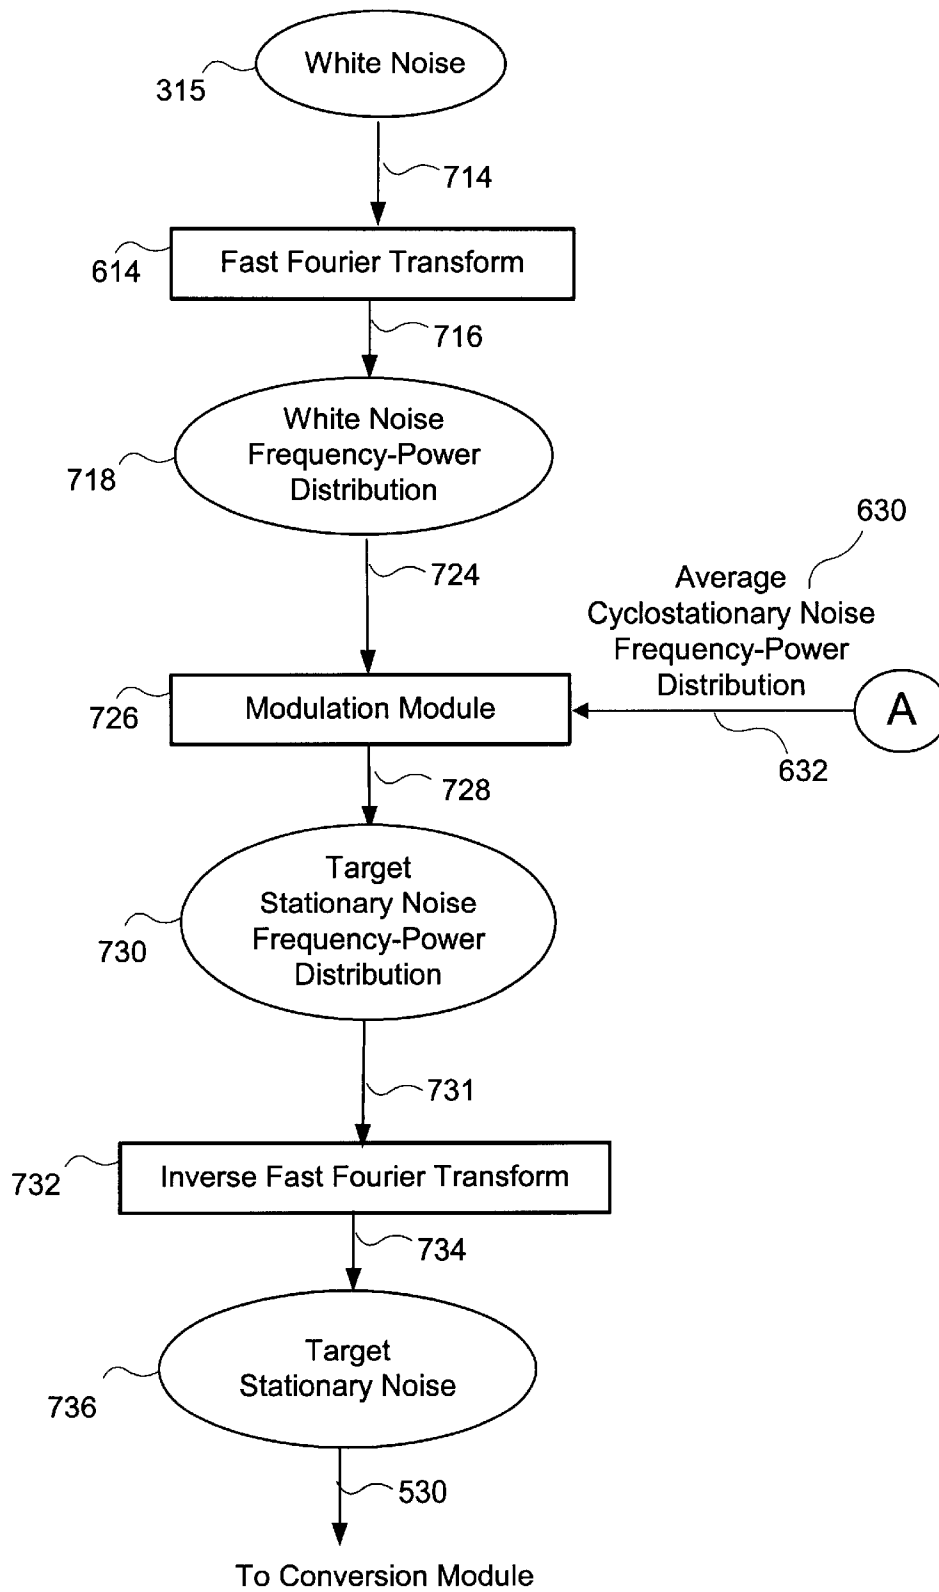 White Noise
315
714
Fast Fourier Transform
614
716
White Noise
Frequency-Power
Distribution
718
630
724
Average
Cyclostationary Noise
Frequency-Power
Distribution
Modulation Module
726
A
632
728
Target
Stationary Noise
Frequency-Power
Distribution
730
731
Inverse Fast Fourier Transform
732
734
Target
Stationary Noise
736
530
To Conversion Module